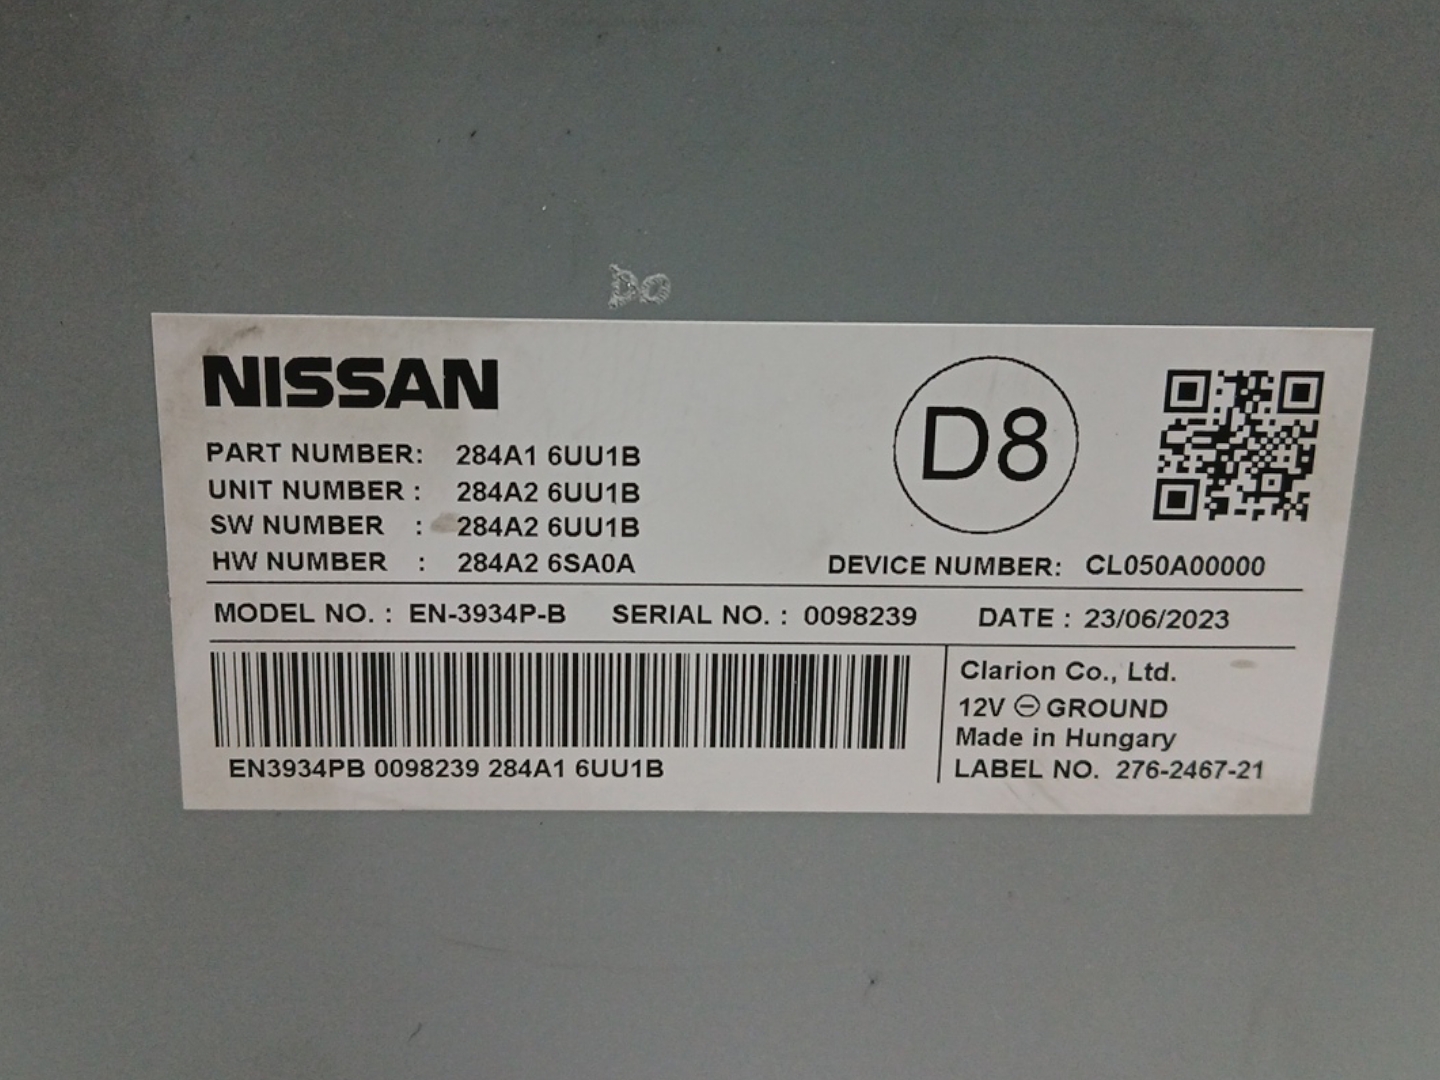 Do
NISSAN
PART NUMBER: 284A1 6UU1B
UNIT NUMBER : 284A2 6UU1B
SW NUMBER : 284A2 6UU1B
HW NUMBER : 284A2 6SA0A
D8
DEVICE NUMBER: CL050A00000
MODEL NO. : EN-3934P-B SERIAL NO. : 0098239 DATE : 23/06/2023
EN3934PB 0098239 284A1 6UU1B
Clarion Co., Ltd.
12V ⊖ GROUND
Made in Hungary
LABEL NO. 276-2467-21